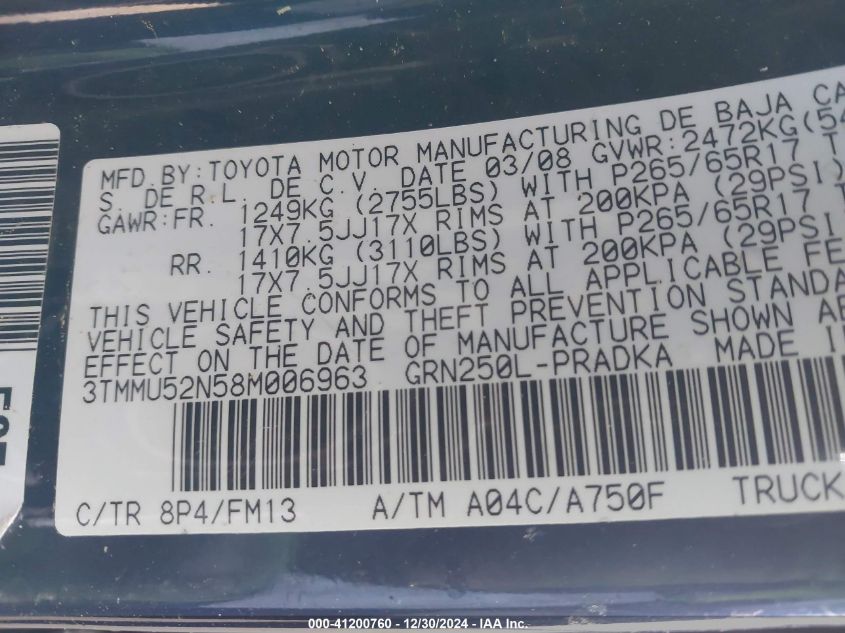 MFD. BY: TOYOTA MOTOR MANUFACTURING DE BAJA CA
S. DE R.L. DE C.V. DATE 03/08 GVWR: 2472KG(54
GAWR: FR. 1249KG (2755LBS) WITH P265/65R17 T
17X7.5JJ17X RIMS AT 200KPA (29PSI)
RR. 1410KG (3110LBS) WITH P265/65R17 T
17X7.5JJ17X RIMS AT 200KPA (29PSI
THIS VEHICLE CONFORMS TO ALL APPLICABLE FE
VEHICLE SAFETY AND THEFT PREVENTION STANDA
EFFECT ON THE DATE OF MANUFACTURE SHOWN AB
3TMMU52N58M006963 GRN250L-PRADKA MADE I
C/TR 8P4/FM13 A/TM A04C/A750F TRUCK
000-41200760 - 12/30/2024 - IAA Inc.